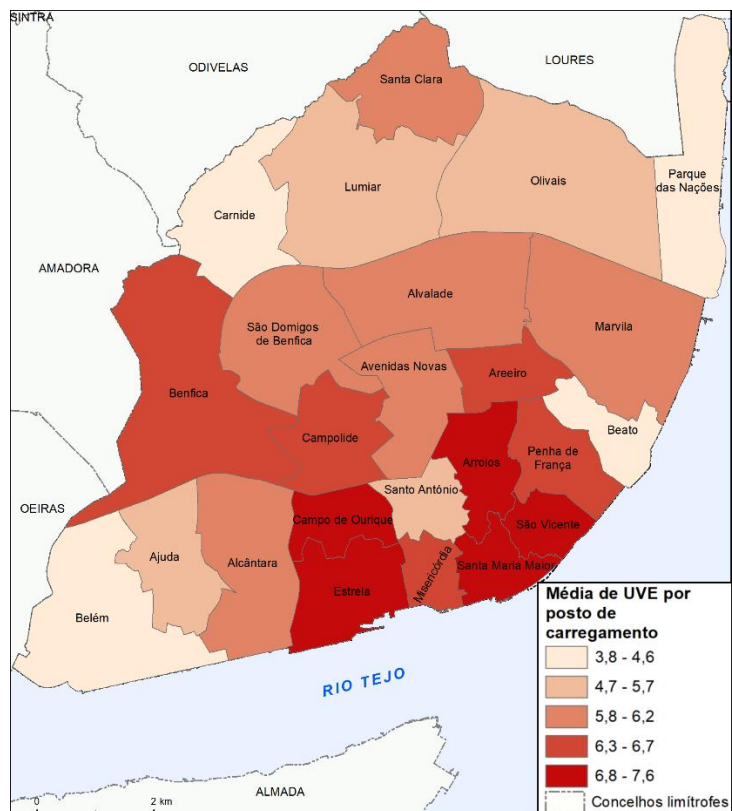 SINTRA
ODIVELAS
LOURES
Santa Clara
Lumiar
Olivais
Parque
das Nações
Carnide
AMADORA
Alvalade
São Domigos
de Benfica
Marvila
Avenidas Novas
Areeiro
Benfica
Campolide
Beato
Penha de
França
Arroios
Santo António
OEIRAS
Campo de Ourique
São Vicente
Ajuda
Alcântara
Misericórdia
Santa Maria Maior
Estrela
Belém
RIO TEJO
ALMADA
0 2 km
Média de UVE por
posto de
carregamento
3,8 - 4,6
4,7 - 5,7
5,8 - 6,2
6,3 - 6,7
6,8 - 7,6
Concelhos limítrofes